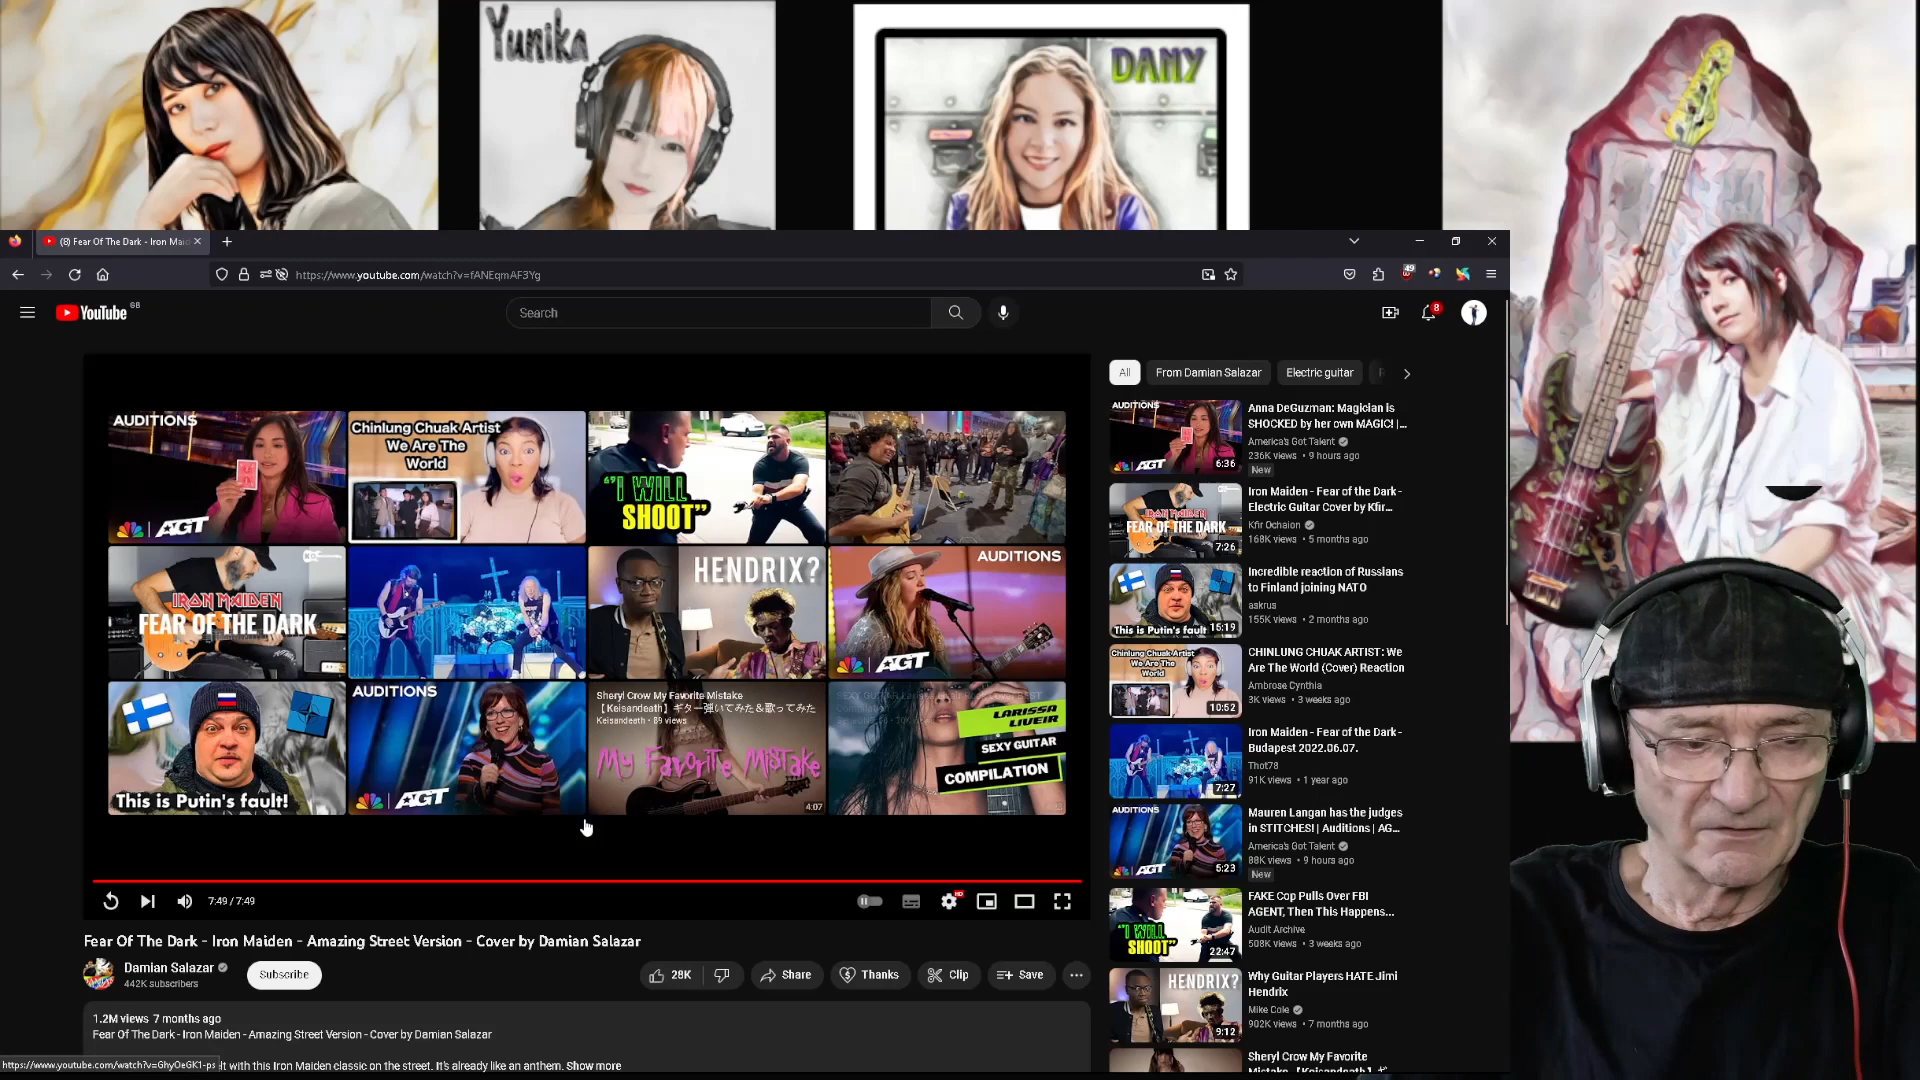 Yunika
DANY
(8) Fear Of The Dark - Iron Maid
https://www.youtube.com/watch?v=fANEqmAF3Yg
49
YouTube GB
Search
8
AUDITIONS
AGT
Chinlung Chuak Artist
We Are The
World
"I WILL
SHOOT"
IRON MAIDEN
FEAR OF THE DARK
HENDRIX?
AUDITIONS
AGT
This is Putin's fault!
AUDITIONS
AGT
Sheryl Crow My Favorite Mistake
【Keisandeath】ギター弾いてみた＆歌ってみた
Keisandeath • 89 views
My Favorite Mistake
4:07
LARISSA
LIVEIR
SEXY GUITAR
COMPILATION
7:49 / 7:49
HD
Fear Of The Dark - Iron Maiden - Amazing Street Version - Cover by Damian Salazar
Damian Salazar
442K subscribers
Subscribe
28K
Share
Thanks
Clip
Save
1.2M views 7 months ago
Fear Of The Dark - Iron Maiden - Amazing Street Version - Cover by Damian Salazar
lt with this Iron Maiden classic on the street. It's already like an anthem. Show more
https://www.youtube.com/watch?v=GhyOeGK1-ps
All
From Damian Salazar
Electric guitar
AUDITIONS
AGT
6:36
Anna DeGuzman: Magician is
SHOCKED by her own MAGIC! |...
America's Got Talent
236K views • 9 hours ago
New
IRON MAIDEN
FEAR OF THE DARK
7:26
Iron Maiden - Fear of the Dark -
Electric Guitar Cover by Kfir...
Kfir Ochaion
168K views • 5 months ago
This is Putin's fault
15:19
Incredible reaction of Russians
to Finland joining NATO
askrus
155K views • 2 months ago
Chinlung Chuak Artist
We Are The
World
10:52
CHINLUNG CHUAK ARTIST: We
Are The World (Cover) Reaction
Ambrose Cynthia
3K views • 3 weeks ago
7:27
Iron Maiden - Fear of the Dark -
Budapest 2022.06.07.
Thot78
91K views • 1 year ago
AUDITIONS
AGT
5:23
Mauren Langan has the judges
in STITCHES! | Auditions | AG...
America's Got Talent
88K views • 9 hours ago
New
"I WILL
SHOOT"
22:47
FAKE Cop Pulls Over FBI
AGENT, Then This Happens...
Audit Archive
508K views • 3 weeks ago
HENDRIX?
9:12
Why Guitar Players HATE Jimi
Hendrix
Mike Cole
902K views • 7 months ago
Sheryl Crow My Favorite